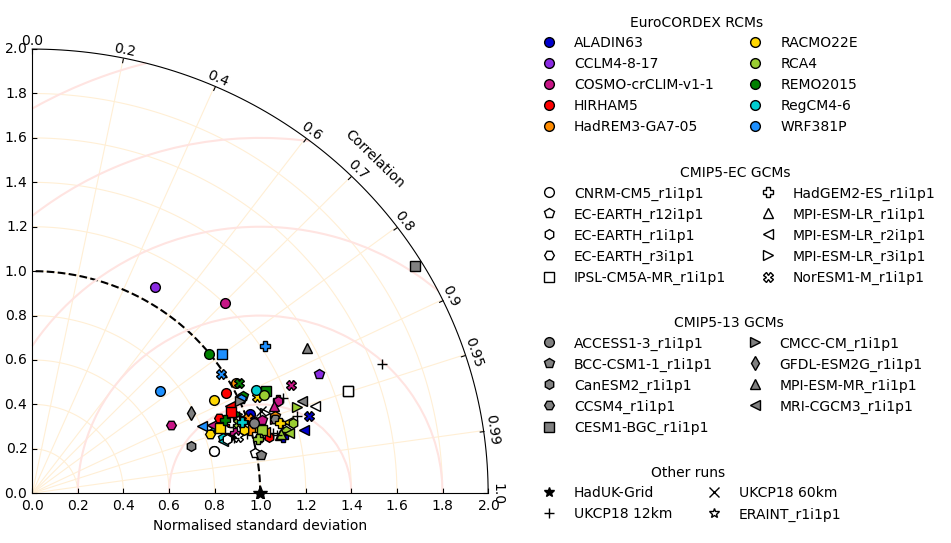 0.0
0.2
0.4
0.6
0.7
0.8
0.9
0.95
0.99
1.0
Correlation
2.0
1.8
1.6
1.4
1.2
1.0
0.8
0.6
0.4
0.2
0.0
0.0 0.2 0.4 0.6 0.8 1.0 1.2 1.4 1.6 1.8 2.0
Normalised standard deviation
EuroCORDEX RCMs
ALADIN63 RACMO22E
CCLM4-8-17 RCA4
COSMO-crCLIM-v1-1 REMO2015
HIRHAM5 RegCM4-6
HadREM3-GA7-05 WRF381P
CMIP5-EC GCMs
CNRM-CM5_r1i1p1 HadGEM2-ES_r1i1p1
EC-EARTH_r12i1p1 MPI-ESM-LR_r1i1p1
EC-EARTH_r1i1p1 MPI-ESM-LR_r2i1p1
EC-EARTH_r3i1p1 MPI-ESM-LR_r3i1p1
IPSL-CM5A-MR_r1i1p1 NorESM1-M_r1i1p1
CMIP5-13 GCMs
ACCESS1-3_r1i1p1 CMCC-CM_r1i1p1
BCC-CSM1-1_r1i1p1 GFDL-ESM2G_r1i1p1
CanESM2_r1i1p1 MPI-ESM-MR_r1i1p1
CCSM4_r1i1p1 MRI-CGCM3_r1i1p1
CESM1-BGC_r1i1p1
Other runs
HadUK-Grid UKCP18 60km
UKCP18 12km ERAINT_r1i1p1